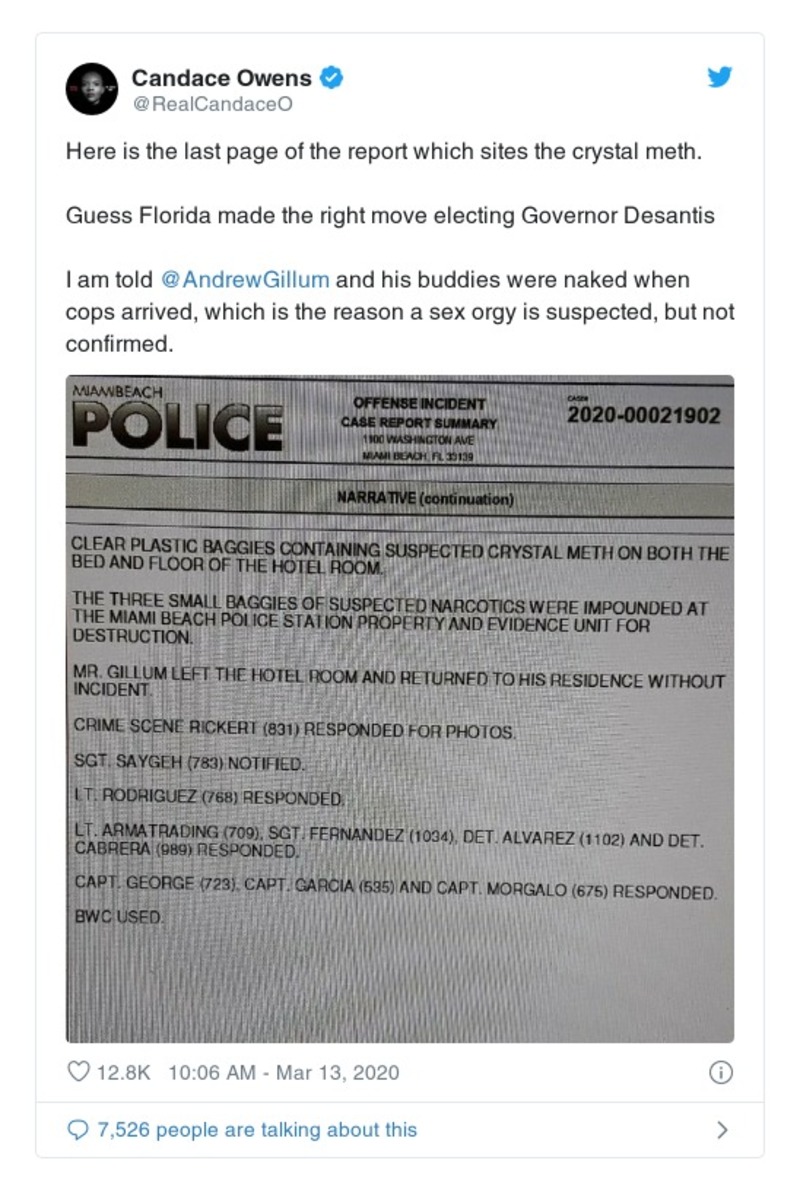 Candace Owens
@RealCandaceO
Here is the last page of the report which sites the crystal meth.
Guess Florida made the right move electing Governor Desantis
I am told @AndrewGillum and his buddies were naked when
cops arrived, which is the reason a sex orgy is suspected, but not
confirmed.
MIAMIBEACH
POLICE
OFFENSE INCIDENT
CASE REPORT SUMMARY
1100 WASHINGTON AVE
MIAMI BEACH, FL 33139
CASE#
2020-00021902
NARRATIVE (continuation)
CLEAR PLASTIC BAGGIES CONTAINING SUSPECTED CRYSTAL METH ON BOTH THE
BED AND FLOOR OF THE HOTEL ROOM.
THE THREE SMALL BAGGIES OF SUSPECTED NARCOTICS WERE IMPOUNDED AT
THE MIAMI BEACH POLICE STATION PROPERTY AND EVIDENCE UNIT FOR
DESTRUCTION.
MR. GILLUM LEFT THE HOTEL ROOM AND RETURNED TO HIS RESIDENCE WITHOUT
INCIDENT.
CRIME SCENE RICKERT (831) RESPONDED FOR PHOTOS.
SGT. SAYGEH (783) NOTIFIED.
LT. RODRIGUEZ (768) RESPONDED.
LT. ARMATRADING (709), SGT. FERNANDEZ (1034), DET. ALVAREZ (1102) AND DET.
CABRERA (989) RESPONDED.
CAPT. GEORGE (723), CAPT. GARCIA (535) AND CAPT. MORGALO (675) RESPONDED.
BWC USED.
12.8K 10:06 AM - Mar 13, 2020
7,526 people are talking about this